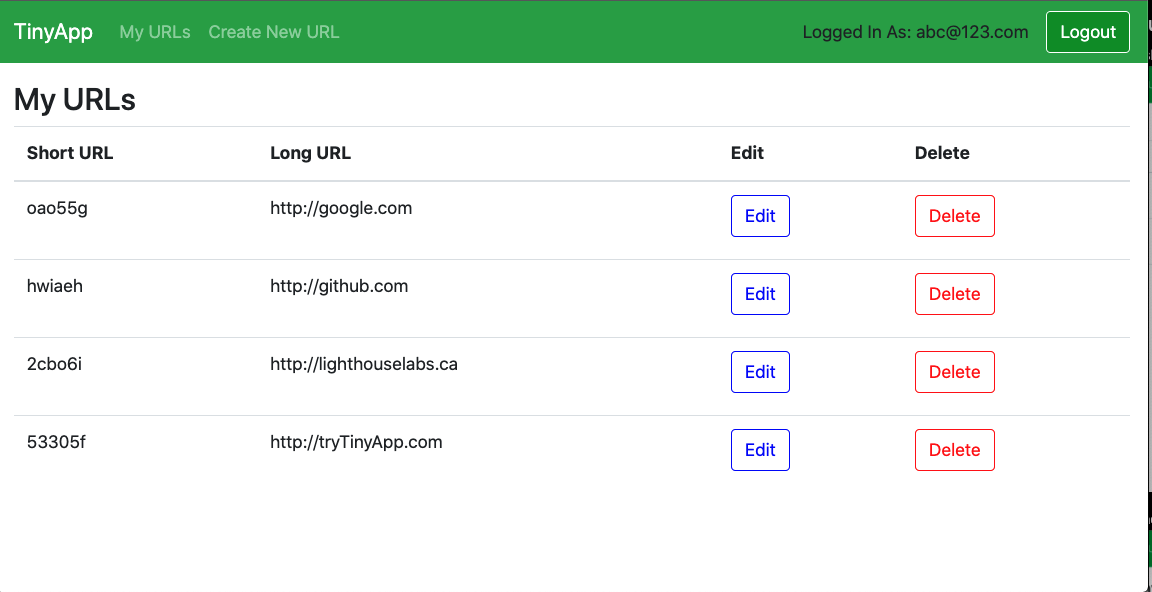 TinyApp My URLs Create New URL Logged In As: abc@123.com Logout
My URLs
Short URL Long URL Edit Delete
oao55g http://google.com Edit Delete
hwiaeh http://github.com Edit Delete
2cbo6i http://lighthouselabs.ca Edit Delete
53305f http://tryTinyApp.com Edit Delete